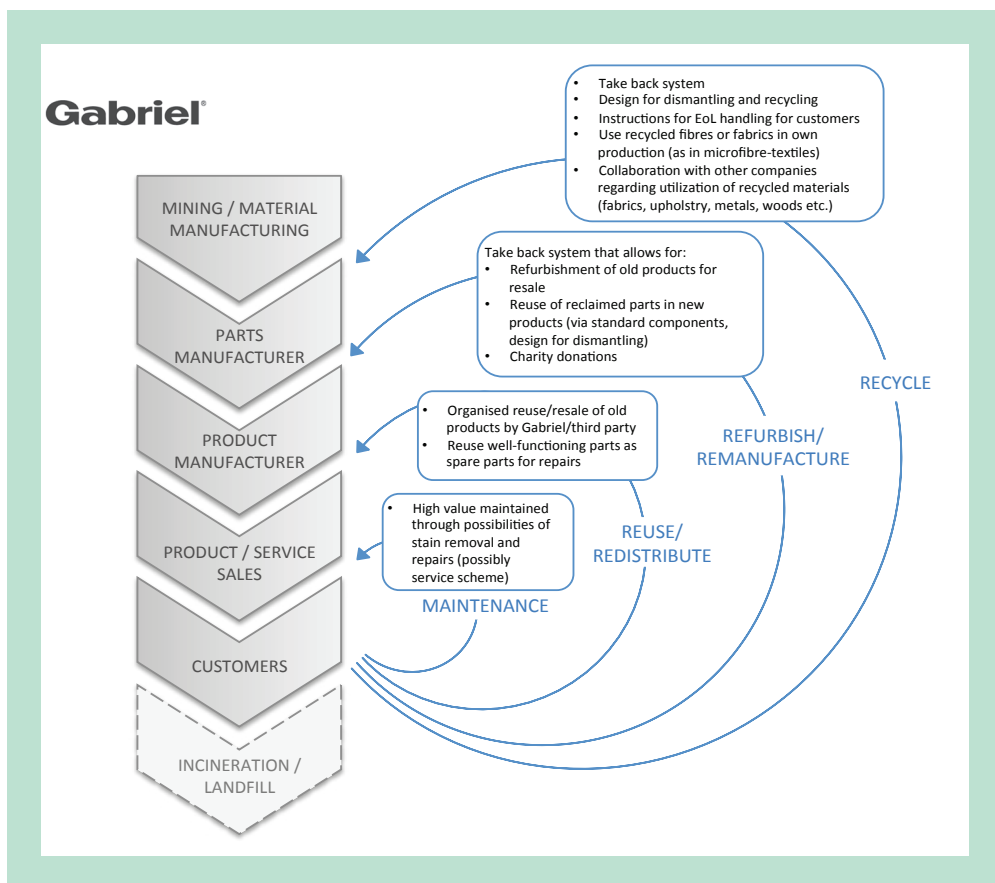 Gabriel®
• Take back system
• Design for dismantling and recycling
• Instructions for EoL handling for customers
• Use recycled fibres or fabrics in own
production (as in microfibre-textiles)
• Collaboration with other companies
regarding utilization of recycled materials
(fabrics, upholstry, metals, woods etc.)
MINING / MATERIAL
MANUFACTURING
Take back system that allows for:
• Refurbishment of old products for
resale
• Reuse of reclaimed parts in new
products (via standard components,
design for dismantling)
• Charity donations
PARTS
MANUFACTURER
RECYCLE
• Organised reuse/resale of old
products by Gabriel/third party
• Reuse well-functioning parts as
spare parts for repairs
PRODUCT
MANUFACTURER
REFURBISH/
REMANUFACTURE
• High value maintained
through possibilities of
stain removal and
repairs (possibly
service scheme)
PRODUCT / SERVICE
SALES
REUSE/
REDISTRIBUTE
MAINTENANCE
CUSTOMERS
INCINERATION /
LANDFILL